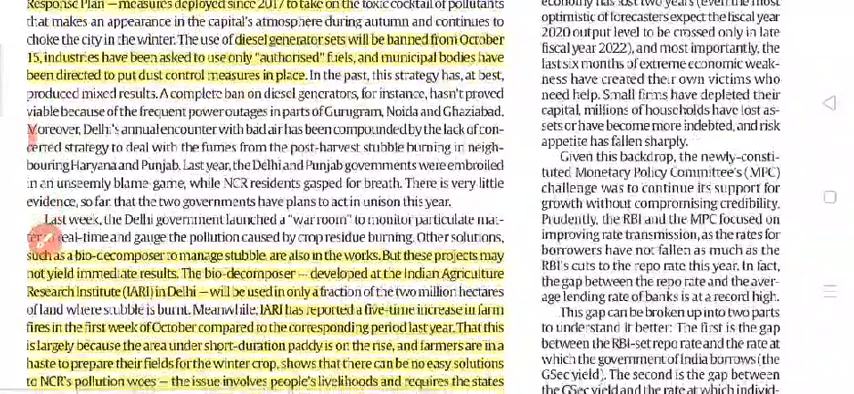 Response Plan — measures deployed since 2017 to take on the toxic cocktail of pollutants
that makes an appearance in the capital's atmosphere during autumn and continues to
choke the city in the winter. The use of diesel generator sets will be banned from October
15, industries have been asked to use only "authorised" fuels, and municipal bodies have
been directed to put dust control measures in place. In the past, this strategy has, at best,
produced mixed results. A complete ban on diesel generators, for instance, hasn't proved
viable because of the frequent power outages in parts of Gurugram, Noida and Ghaziabad.
Moreover, Delhi's annual encounter with bad air has been compounded by the lack of con-
certed strategy to deal with the fumes from the post-harvest stubble burning in neigh-
bouring Haryana and Punjab. Last year, the Delhi and Punjab governments were embroiled
in an unseemly blame-game, while NCR residents gasped for breath. There is very little
evidence, so far, that the two governments have plans to act in unison this year.
Last week, the Delhi government launched a "war room" to monitor particulate mat-
ter real-time and gauge the pollution caused by crop residue burning. Other solutions,
such as a bio-decomposer to manage stubble, are also in the works. But these projects may
not yield immediate results. The bio-decomposer — developed at the Indian Agriculture
Research Institute (IARI) in Delhi — will be used in only a fraction of the two million hectares
of land where stubble is burnt. Meanwhile, IARI has reported a five-time increase in farm
fires in the first week of October compared to the corresponding period last year. That this
is largely because the area under short-duration paddy is on the rise, and farmers are in a
haste to prepare their fields for the winter crop, shows that there can be no easy solutions
to NCR's pollution woes — the issue involves people's livelihoods and requires the states
economy has lost two years (even the most
optimistic of forecasters expect the fiscal year
2020 output level to be crossed only in late
fiscal year 2022), and most importantly, the
last six months of extreme economic weak-
ness have created their own victims who
need help. Small firms have depleted their
capital, millions of households have lost as-
sets or have become more indebted, and risk
appetite has fallen sharply.
Given this backdrop, the newly-consti-
tuted Monetary Policy Committee's (MPC)
challenge was to continue its support for
growth without compromising credibility.
Prudently, the RBI and the MPC focused on
improving rate transmission, as the rates for
borrowers have not fallen as much as the
RBI's cuts to the repo rate this year. In fact,
the gap between the repo rate and the aver-
age lending rate of banks is at a record high.
This gap can be broken up into two parts
to understand it better: The first is the gap
between the RBI-set repo rate and the rate at
which the government of India borrows (the
GSec yield). The second is the gap between
the GSec yield and the rate at which individ-